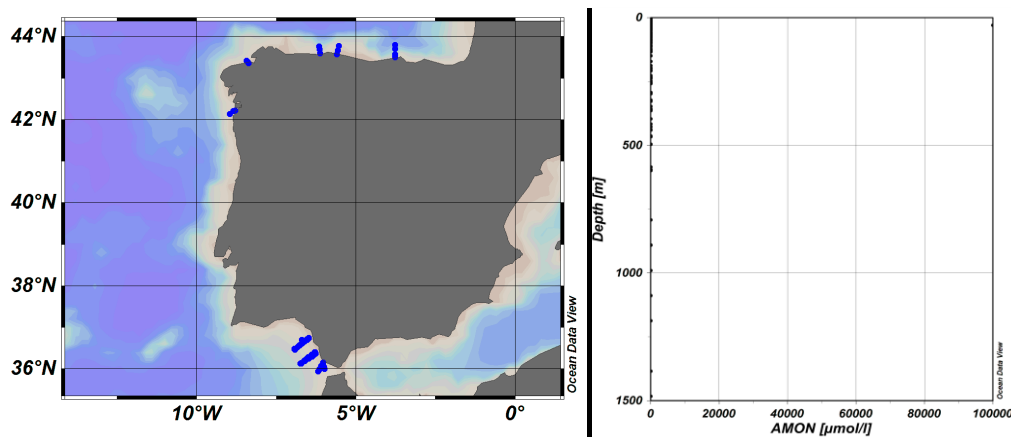 44°N
42°N
40°N
38°N
36°N
10°W
5°W
0°
Ocean Data View
0
500
1000
1500
Depth [m]
0
20000
40000
60000
80000
100000
AMON [µmol/l]
Ocean Data View